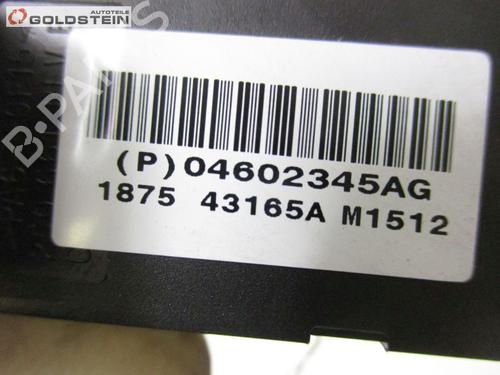 Autoteile
GOLDSTEIN
B-PARTS
(P)04602345AG
1875 43165A M1512